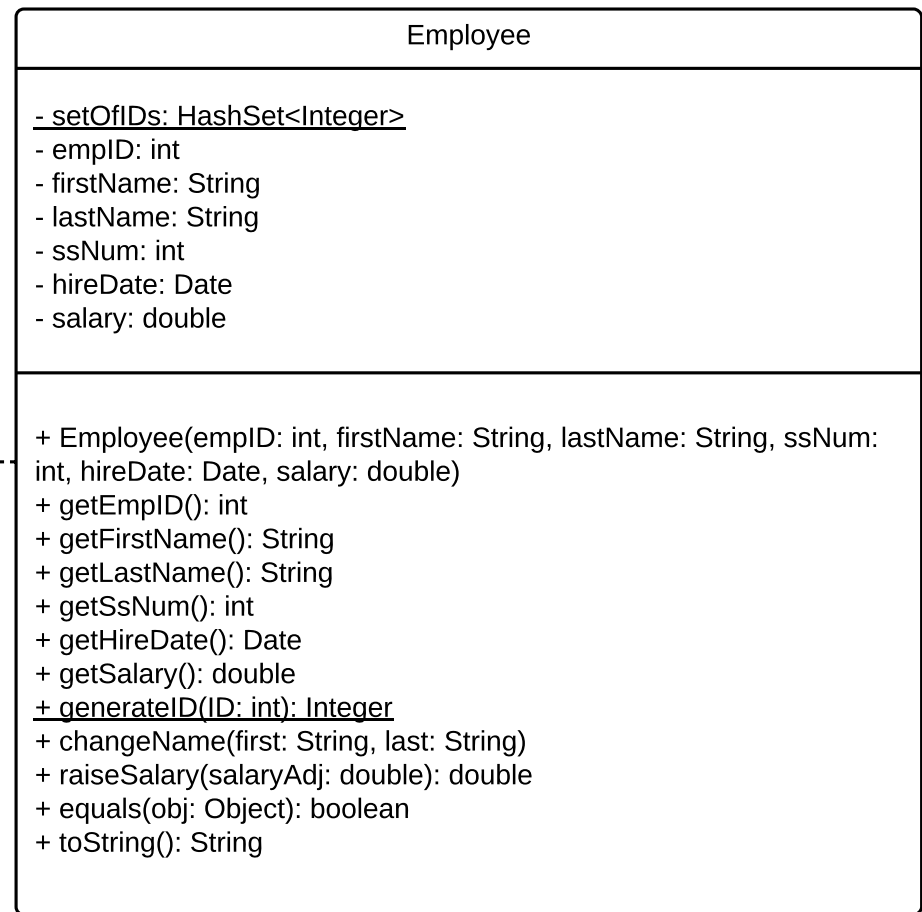 Employee
- setOfIDs: HashSet<Integer>
- empID: int
- firstName: String
- lastName: String
- ssNum: int
- hireDate: Date
- salary: double
+ Employee(empID: int, firstName: String, lastName: String, ssNum:
int, hireDate: Date, salary: double)
+ getEmpID(): int
+ getFirstName(): String
+ getLastName(): String
+ getSsNum(): int
+ getHireDate(): Date
+ getSalary(): double
+ generateID(ID: int): Integer
+ changeName(first: String, last: String)
+ raiseSalary(salaryAdj: double): double
+ equals(obj: Object): boolean
+ toString(): String